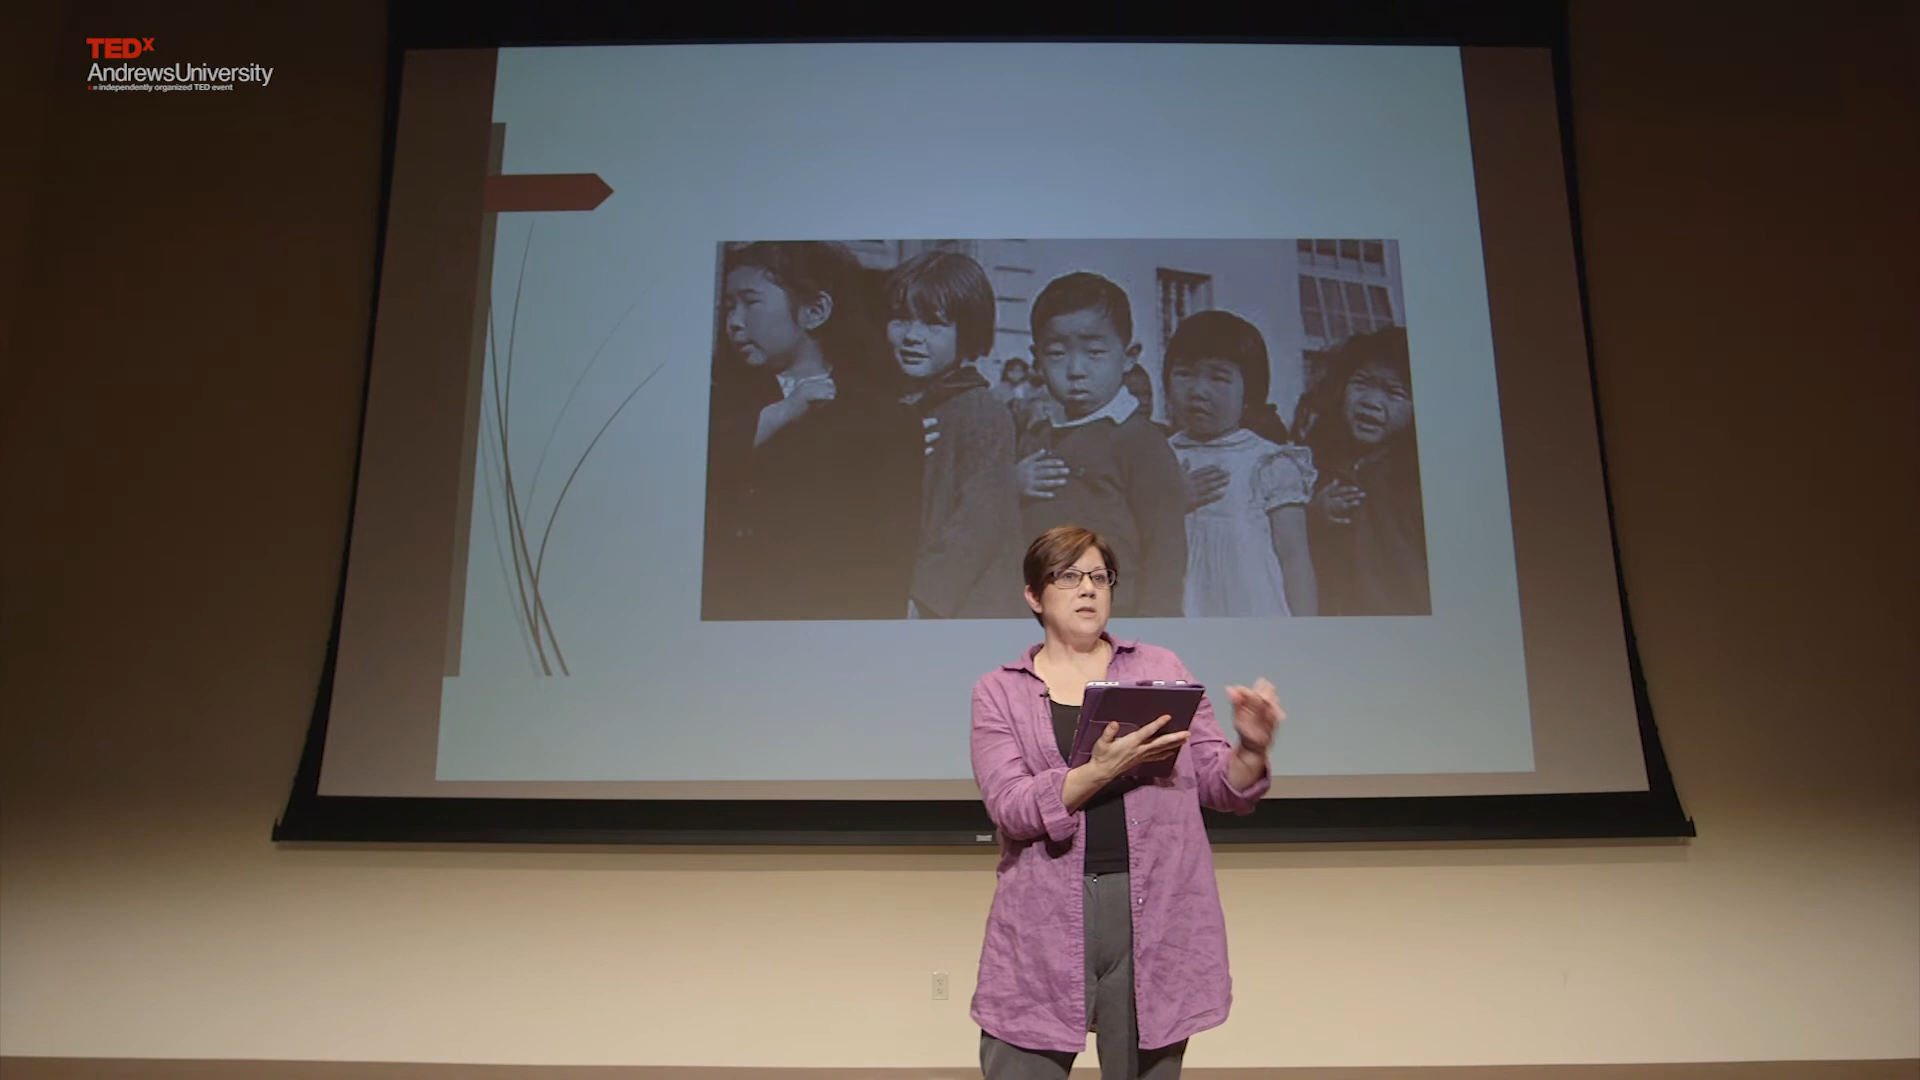 TEDx
AndrewsUniversity
x = independently organized TED event